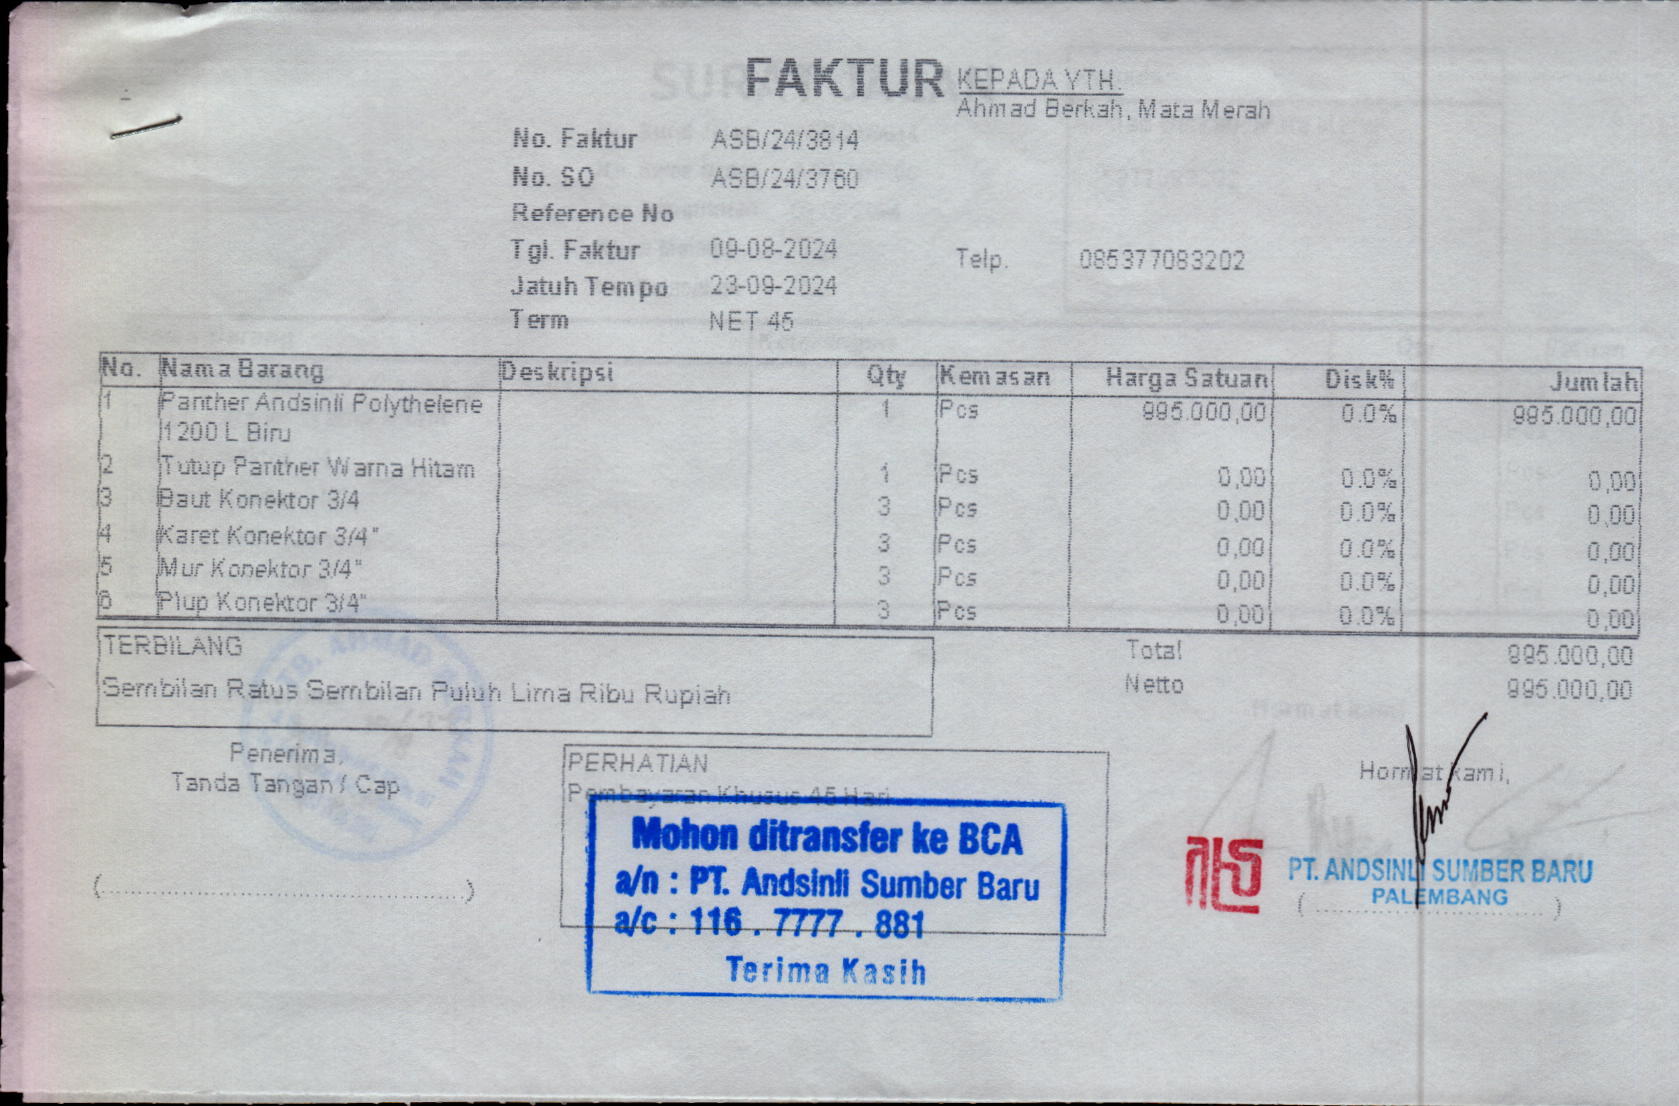 FAKTUR
KEPADA YTH.
Ahmad Berkah, Mata Merah
No. Faktur ASB/24/3814
No. SO ASB/24/3760
Reference No
Tgl. Faktur 09-08-2024
Telp. 085377083202
Jatuh Tempo 23-09-2024
Term NET 45
No. Nama Barang Deskripsi Qty Kemasan Harga Satuan Disk% Jumlah
1 Panther Andsinli Polythelene 1 Pcs 995.000,00 0.0% 995.000,00
1200 L Biru
2 Tutup Panther Warna Hitam 1 Pcs 0,00 0.0% 0,00
3 Baut Konektor 3/4 3 Pcs 0,00 0.0% 0,00
4 Karet Konektor 3/4" 3 Pcs 0,00 0.0% 0,00
5 Mur Konektor 3/4" 3 Pcs 0,00 0.0% 0,00
6 Plup Konektor 3/4" 3 Pcs 0,00 0.0% 0,00
TERBILANG
Sembilan Ratus Sembilan Puluh Lima Ribu Rupiah
Total 995.000,00
Netto 995.000,00
Penerima,
Tanda Tangan / Cap
TB. AHMAD BERKAH
PERHATIAN
Pembayaran Khusus 45 Hari
Mohon ditransfer ke BCA
a/n : PT. Andsinli Sumber Baru
a/c : 116 . 7777 . 881
Terima Kasih
Hormat kami,
PT. ANDSINLI SUMBER BARU
PALEMBANG